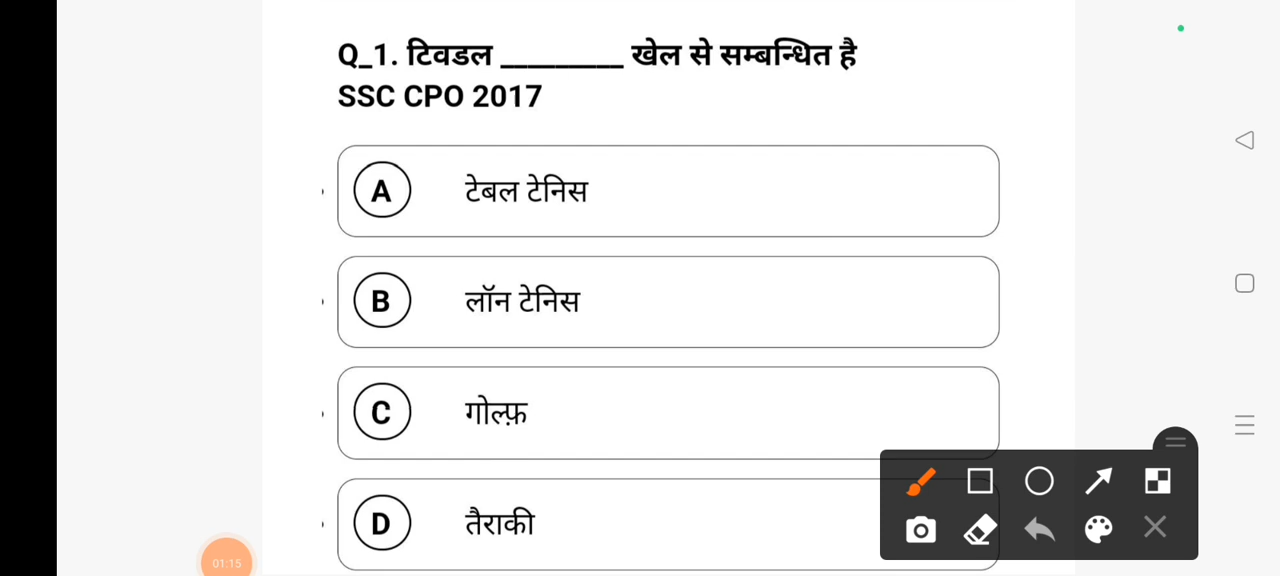 Q_1. टिवडल ________ खेल से सम्बन्धित है
SSC CPO 2017
A टेबल टेनिस
B लॉन टेनिस
C गोल्फ़
D तैराकी
01:15